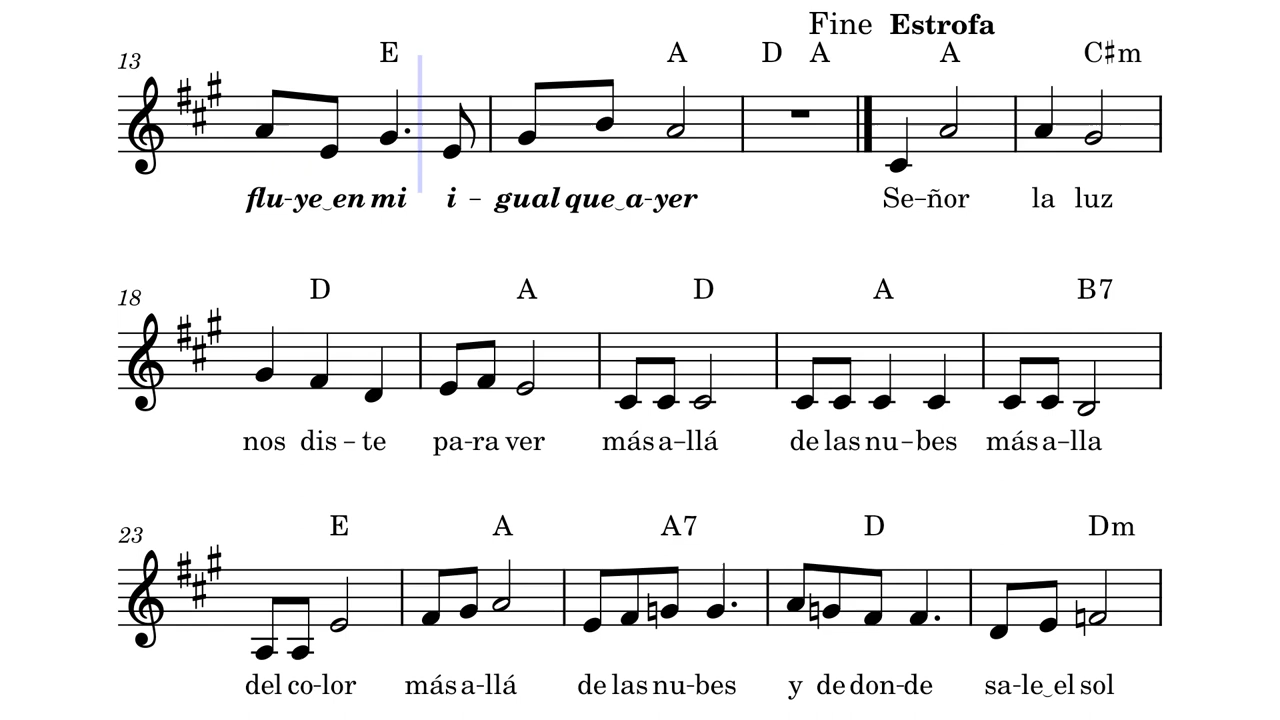 Fine Estrofa
13 E A D A A C♯m
flu-ye‿en mi i - gual que‿a-yer Se-ñor la luz
18 D A D A B7
nos dis - te pa-ra ver más a-llá de las nu-bes más a-lla
23 E A A7 D Dm
del co-lor más a-llá de las nu-bes y de don-de sa-le‿el sol